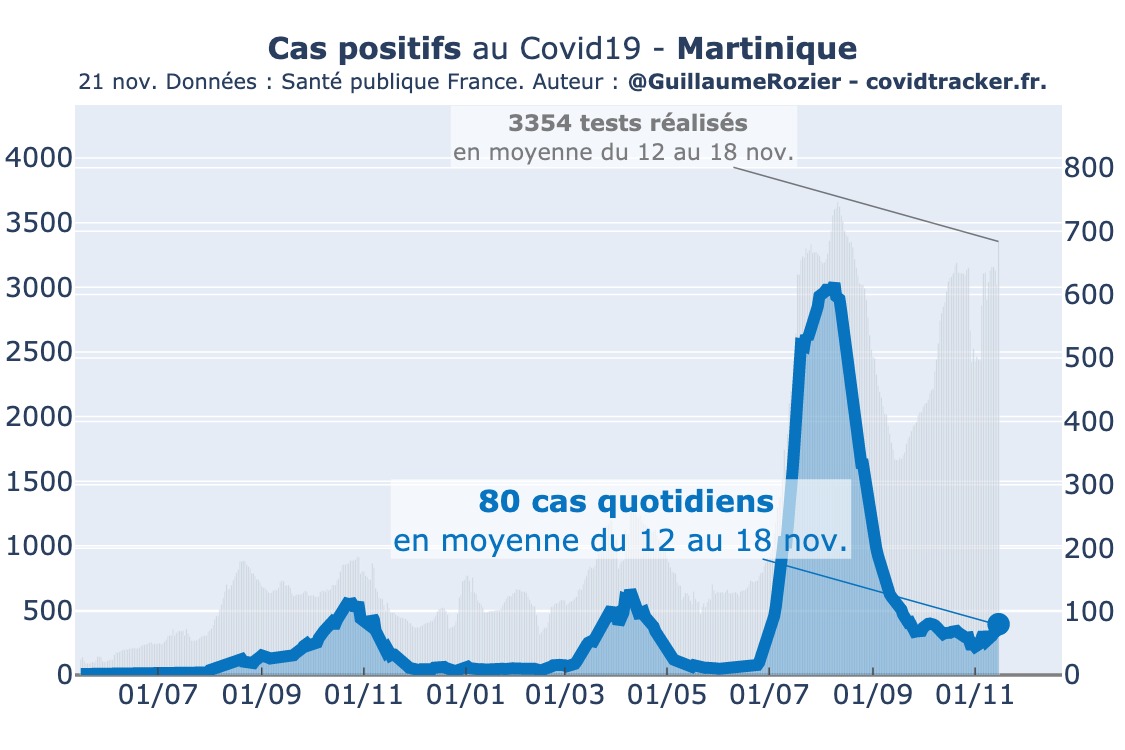 Cas positifs au Covid19 - Martinique
21 nov. Données : Santé publique France. Auteur : @GuillaumeRozier - covidtracker.fr.
3354 tests réalisés
en moyenne du 12 au 18 nov.
4000
3500
3000
2500
2000
1500
1000
500
0
800
700
600
500
400
300
200
100
0
80 cas quotidiens
en moyenne du 12 au 18 nov.
01/07 01/09 01/11 01/01 01/03 01/05 01/07 01/09 01/11